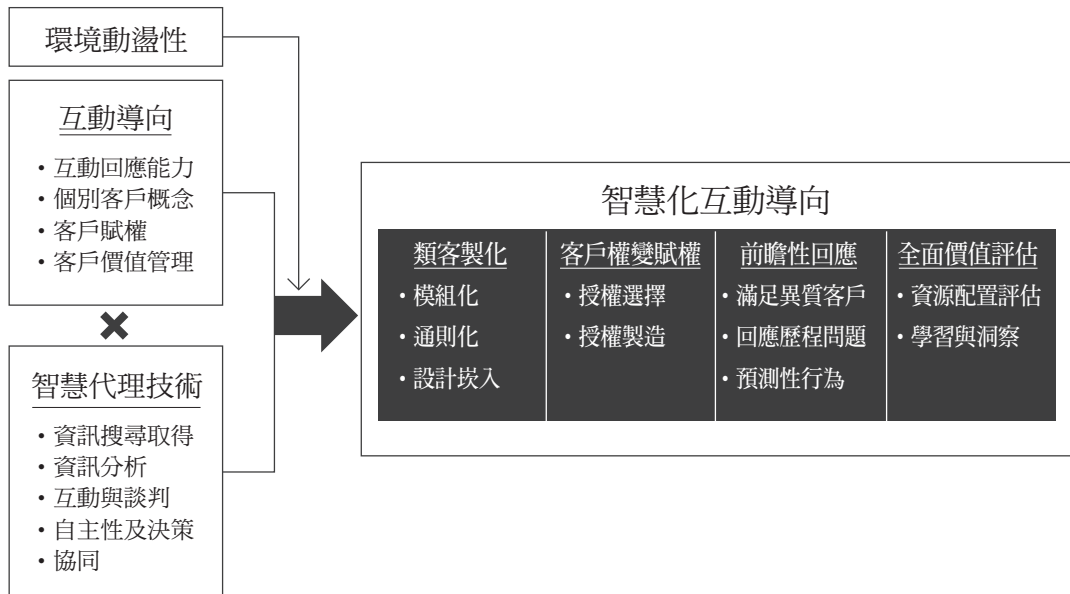 環境動盪性
互動導向
・互動回應能力
・個別客戶概念
・客戶賦權
・客戶價值管理
智慧代理技術
・資訊搜尋取得
・資訊分析
・互動與談判
・自主性及決策
・協同
智慧化互動導向
類客製化
・模組化
・通則化
・設計崁入
客戶權變賦權
・授權選擇
・授權製造
前瞻性回應
・滿足異質客戶
・回應歷程問題
・預測性行為
全面價值評估
・資源配置評估
・學習與洞察